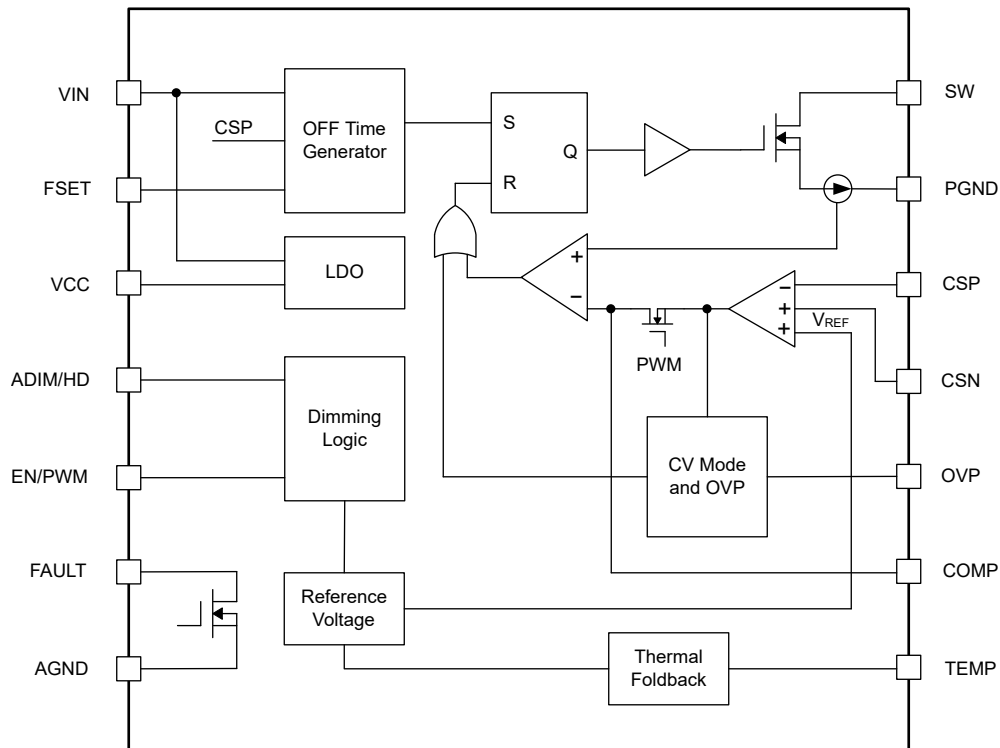 VIN
FSET
VCC
ADIM/HD
EN/PWM
FAULT
AGND
CSP
OFF Time
Generator
LDO
Dimming
Logic
Reference
Voltage
S
R
Q
+
−
PWM
−
+
+
VREF
CV Mode
and OVP
Thermal
Foldback
SW
PGND
CSP
CSN
OVP
COMP
TEMP